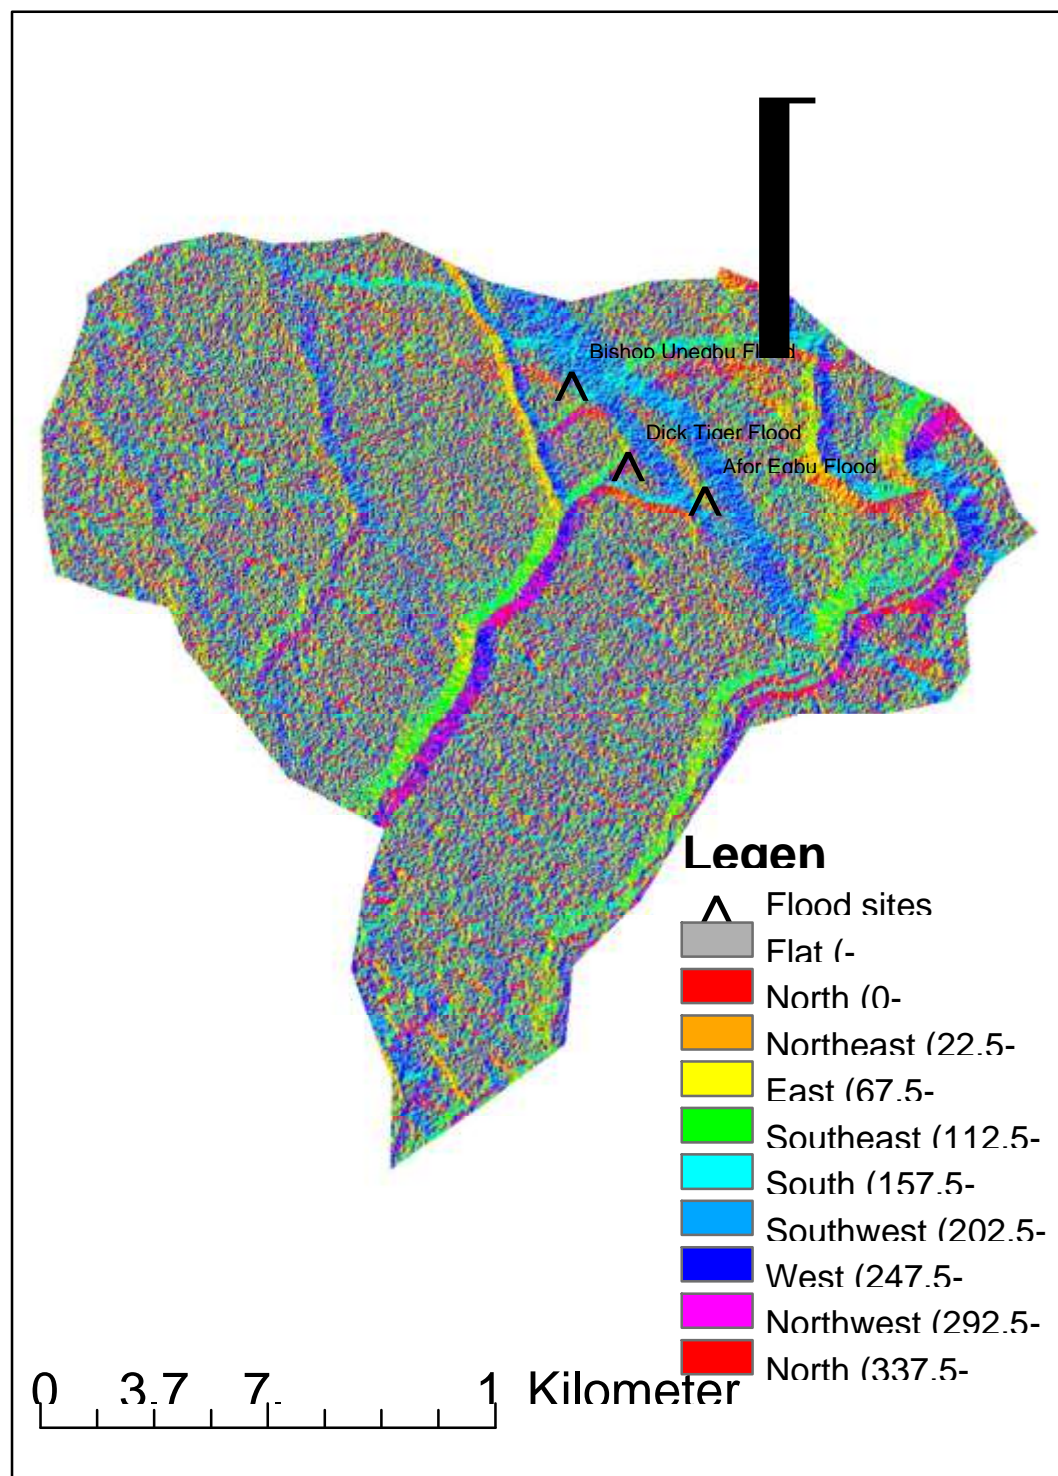 Bishop Unegbu Flood
Dick Tiger Flood
Afor Egbu Flood
Legen
Flood sites
Flat (-
North (0-
Northeast (22.5-
East (67.5-
Southeast (112.5-
South (157.5-
Southwest (202.5-
West (247.5-
Northwest (292.5-
North (337.5-
0 3.7 7. 1 Kilometer